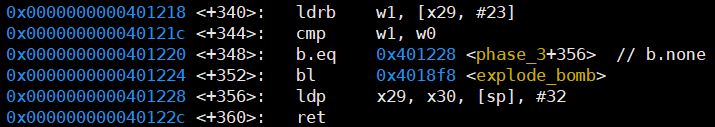 0x0000000000401218 <+340>:   ldrb    w1, [x29, #23]
0x000000000040121c <+344>:   cmp     w1, w0
0x0000000000401220 <+348>:   b.eq    0x401228 <phase_3+356>  // b.none
0x0000000000401224 <+352>:   bl      0x4018f8 <explode_bomb>
0x0000000000401228 <+356>:   ldp     x29, x30, [sp], #32
0x000000000040122c <+360>:   ret